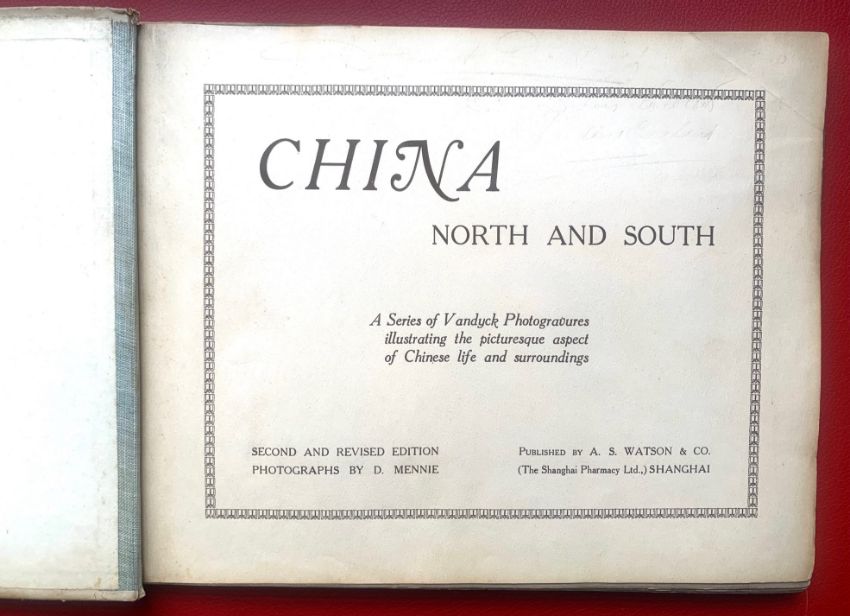 CHINA
NORTH AND SOUTH
A Series of Vandyck Photogravures
illustrating the picturesque aspect
of Chinese life and surroundings
SECOND AND REVISED EDITION
PHOTOGRAPHS BY D. MENNIE
PUBLISHED BY A. S. WATSON & CO.
(The Shanghai Pharmacy Ltd.,) SHANGHAI